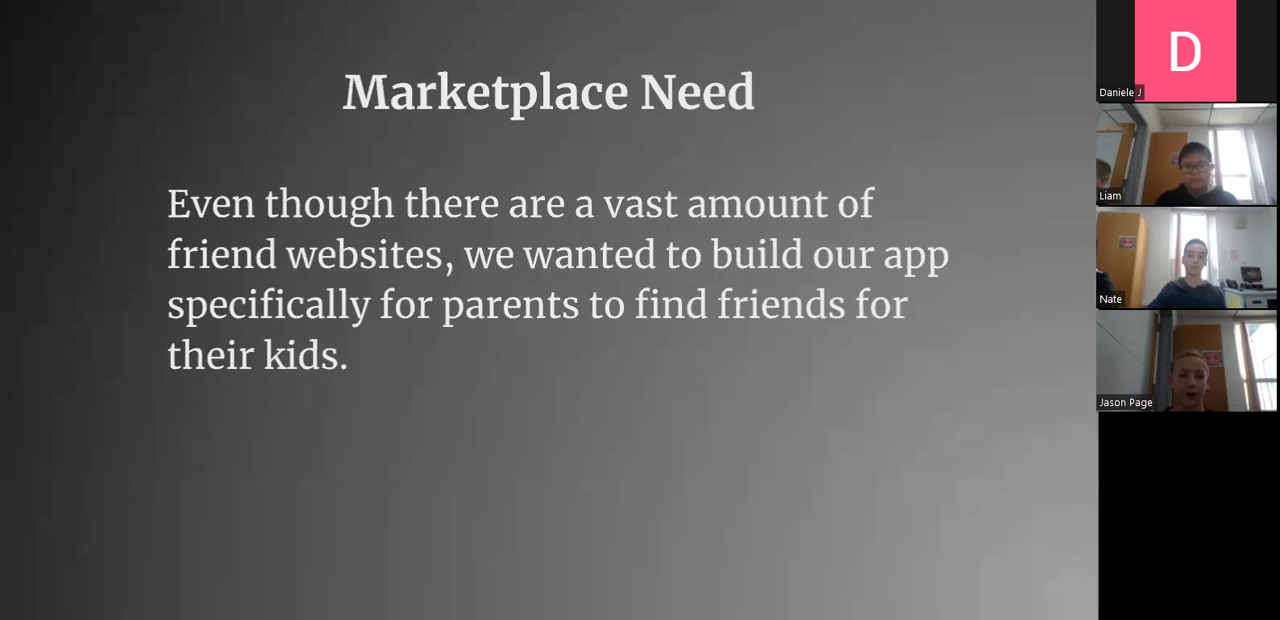 Marketplace Need
Even though there are a vast amount of
friend websites, we wanted to build our app
specifically for parents to find friends for
their kids.
D
Daniele J
Liam
Nate
Jason Page